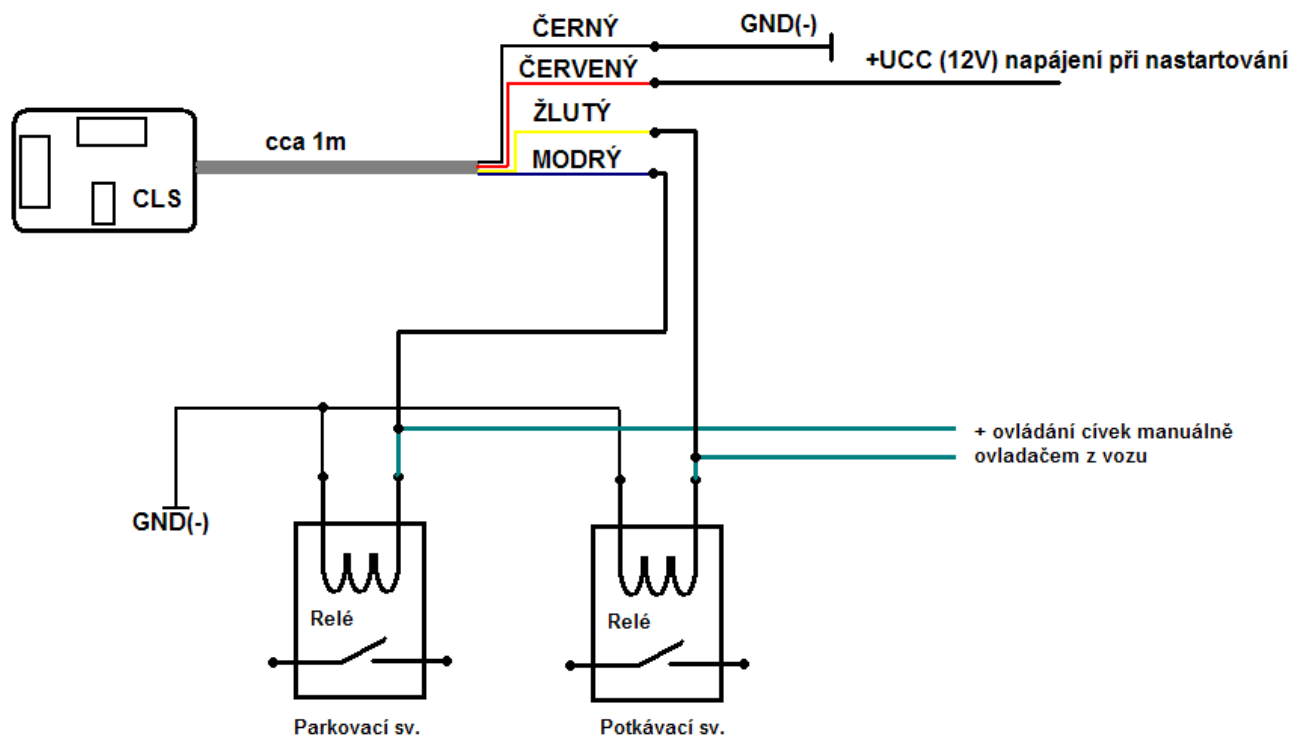 ČERNÝ
GND(-)
ČERVENÝ
+UCC (12V) napájení při nastartování
ŽLUTÝ
cca 1m
MODRÝ
CLS
+ ovládání cívek manuálně
ovladačem z vozu
GND(-)
Relé
Relé
Parkovací sv.
Potkávací sv.